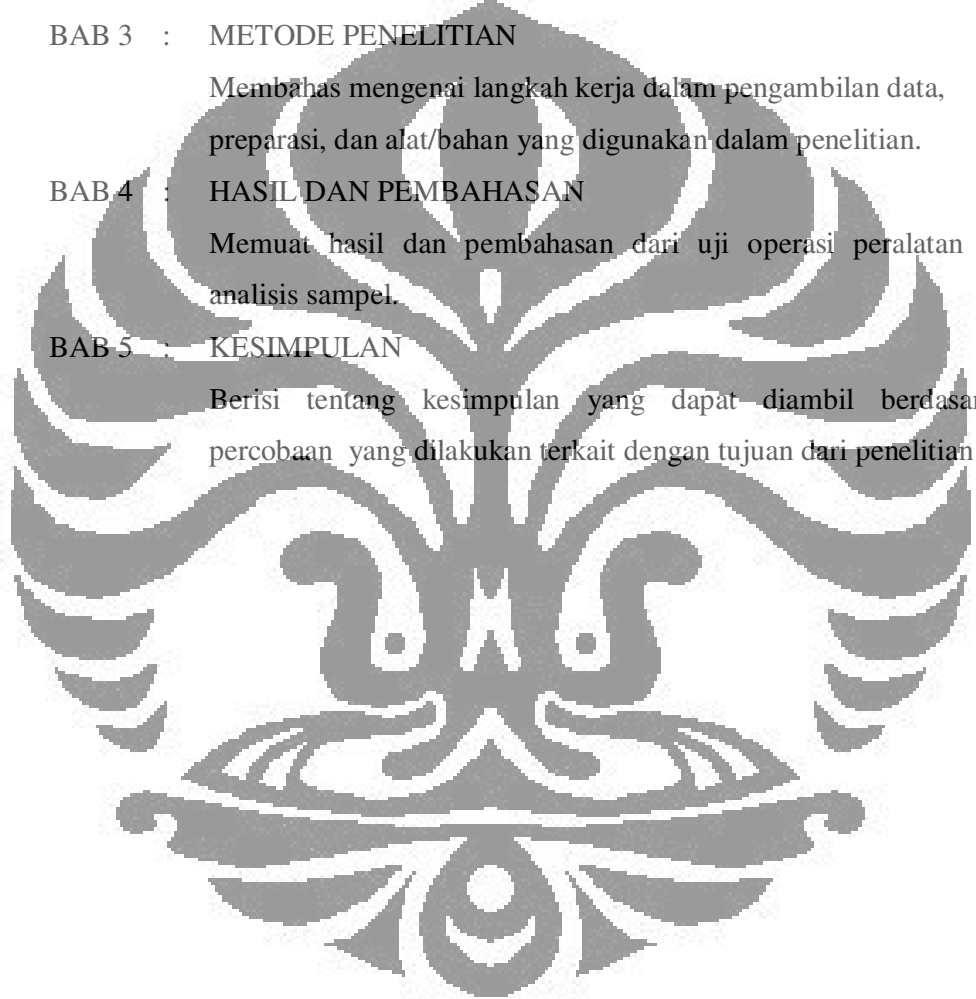 BAB 3 : METODE PENELITIAN
Membahas mengenai langkah kerja dalam pengambilan data,
preparasi, dan alat/bahan yang digunakan dalam penelitian.
BAB 4 : HASIL DAN PEMBAHASAN
Memuat hasil dan pembahasan dari uji operasi peralatan
analisis sampel.
BAB 5 : KESIMPULAN
Berisi tentang kesimpulan yang dapat diambil
percobaan yang dilakukan terkait dengan tujuan dari penelitian